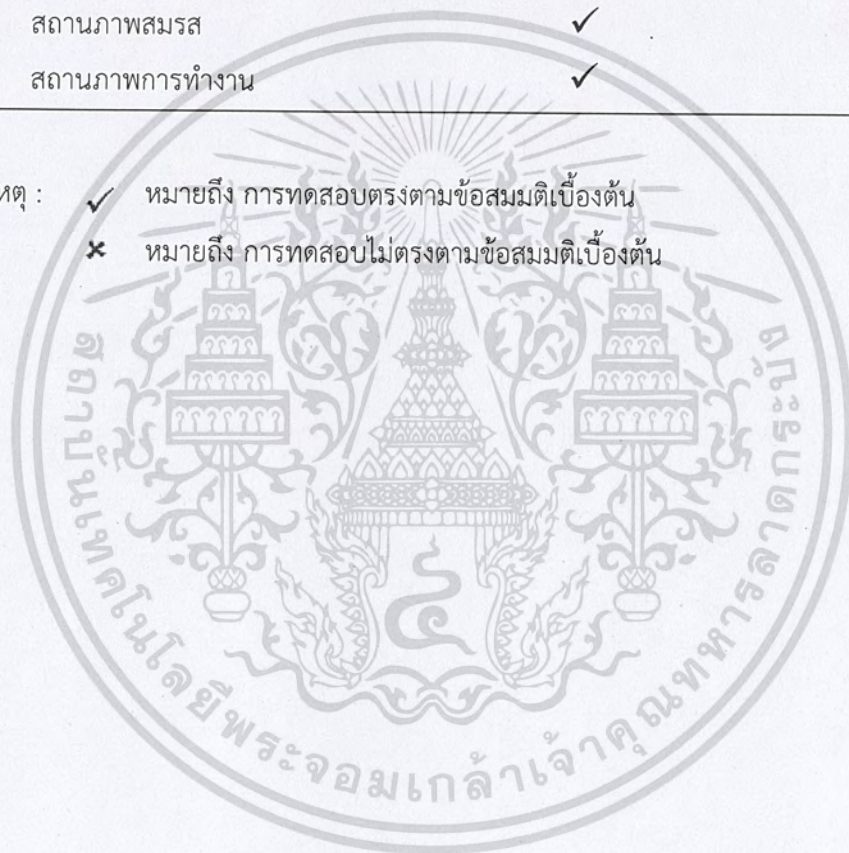 สถานภาพสมรส ✓
สถานภาพการทำงาน ✓
หตุ : ✓ หมายถึง การทดสอบตรงตามข้อสมมติเบื้องต้น
✗ หมายถึง การทดสอบไม่ตรงตามข้อสมมติเบื้องต้น
สถาบันเทคโนโลยีพระจอมเกล้าเจ้าคุณทหารลาดกระบัง
๔